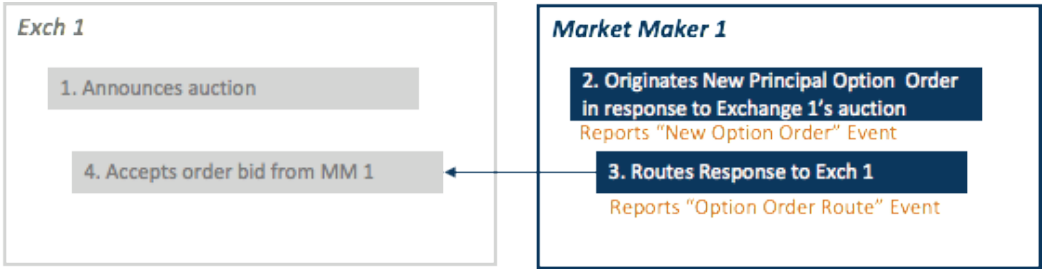 Exch 1
1. Announces auction
4. Accepts order bid from MM 1
Market Maker 1
2. Originates New Principal Option Order
in response to Exchange 1's auction
Reports "New Option Order" Event
3. Routes Response to Exch 1
Reports "Option Order Route" Event